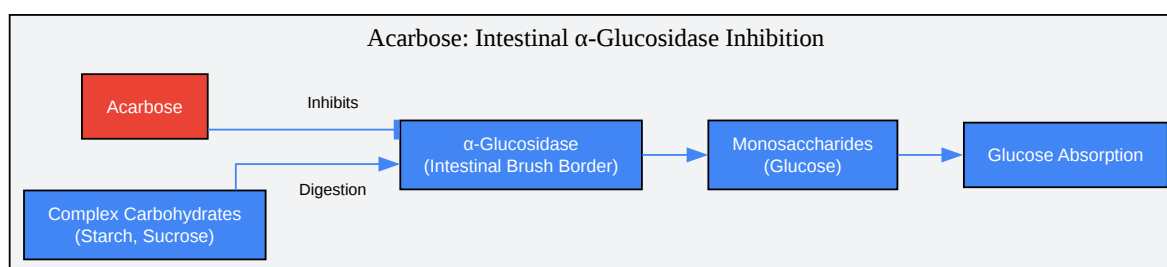 Acarbose: Intestinal α-Glucosidase Inhibition
Acarbose
Inhibits
α-Glucosidase
(Intestinal Brush Border)
Monosaccharides
(Glucose)
Glucose Absorption
Digestion
Complex Carbohydrates
(Starch, Sucrose)